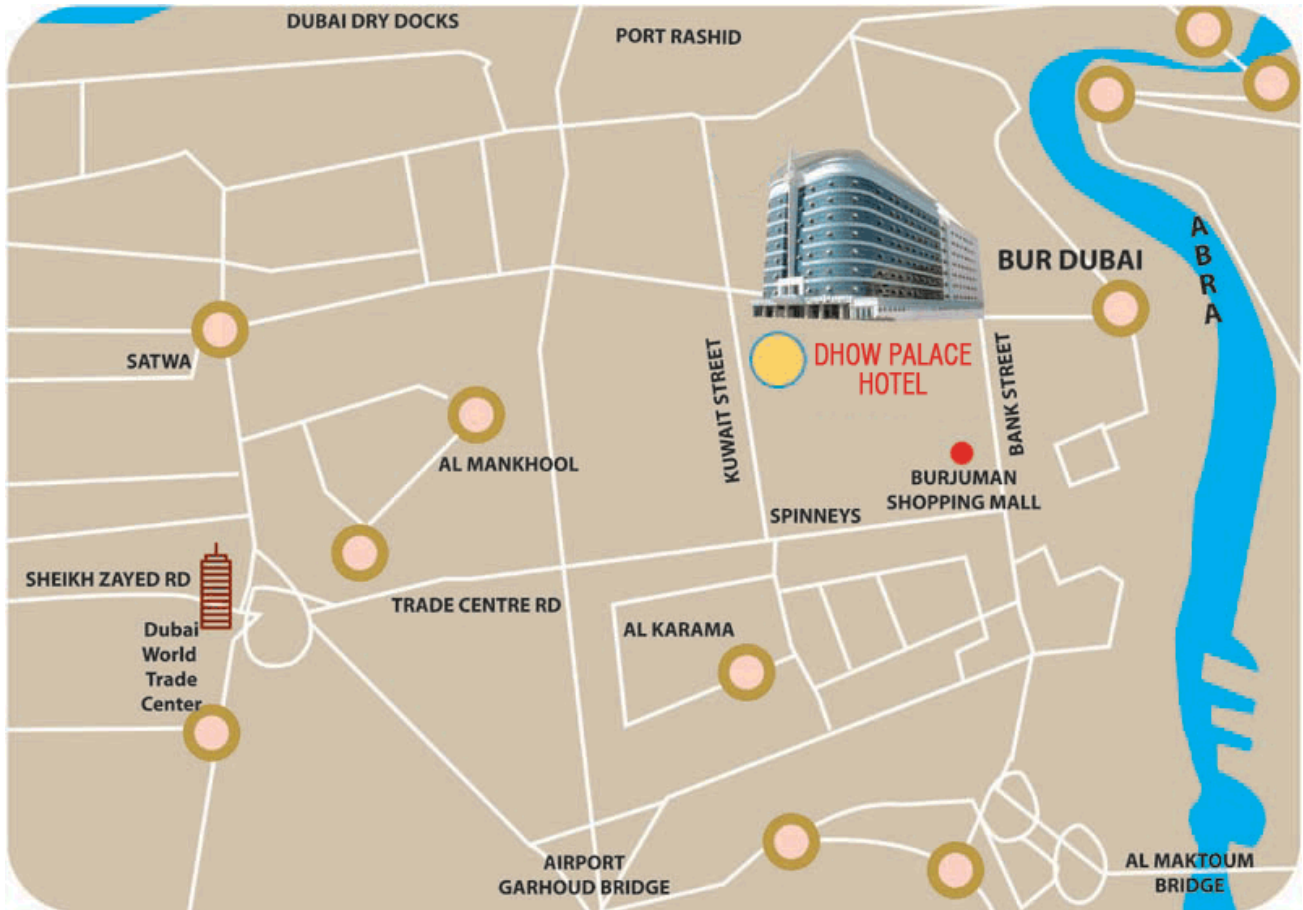 DUBAI DRY DOCKS
PORT RASHID
ABRA
BUR DUBAI
SATWA
KUWAIT STREET
DHOW PALACE
HOTEL
BANK STREET
AL MANKHOOL
BURJUMAN
SHOPPING MALL
SPINNEYS
SHEIKH ZAYED RD
TRADE CENTRE RD
Dubai
World
Trade
Center
AL KARAMA
AIRPORT
GARHOUD BRIDGE
AL MAKTOUM
BRIDGE